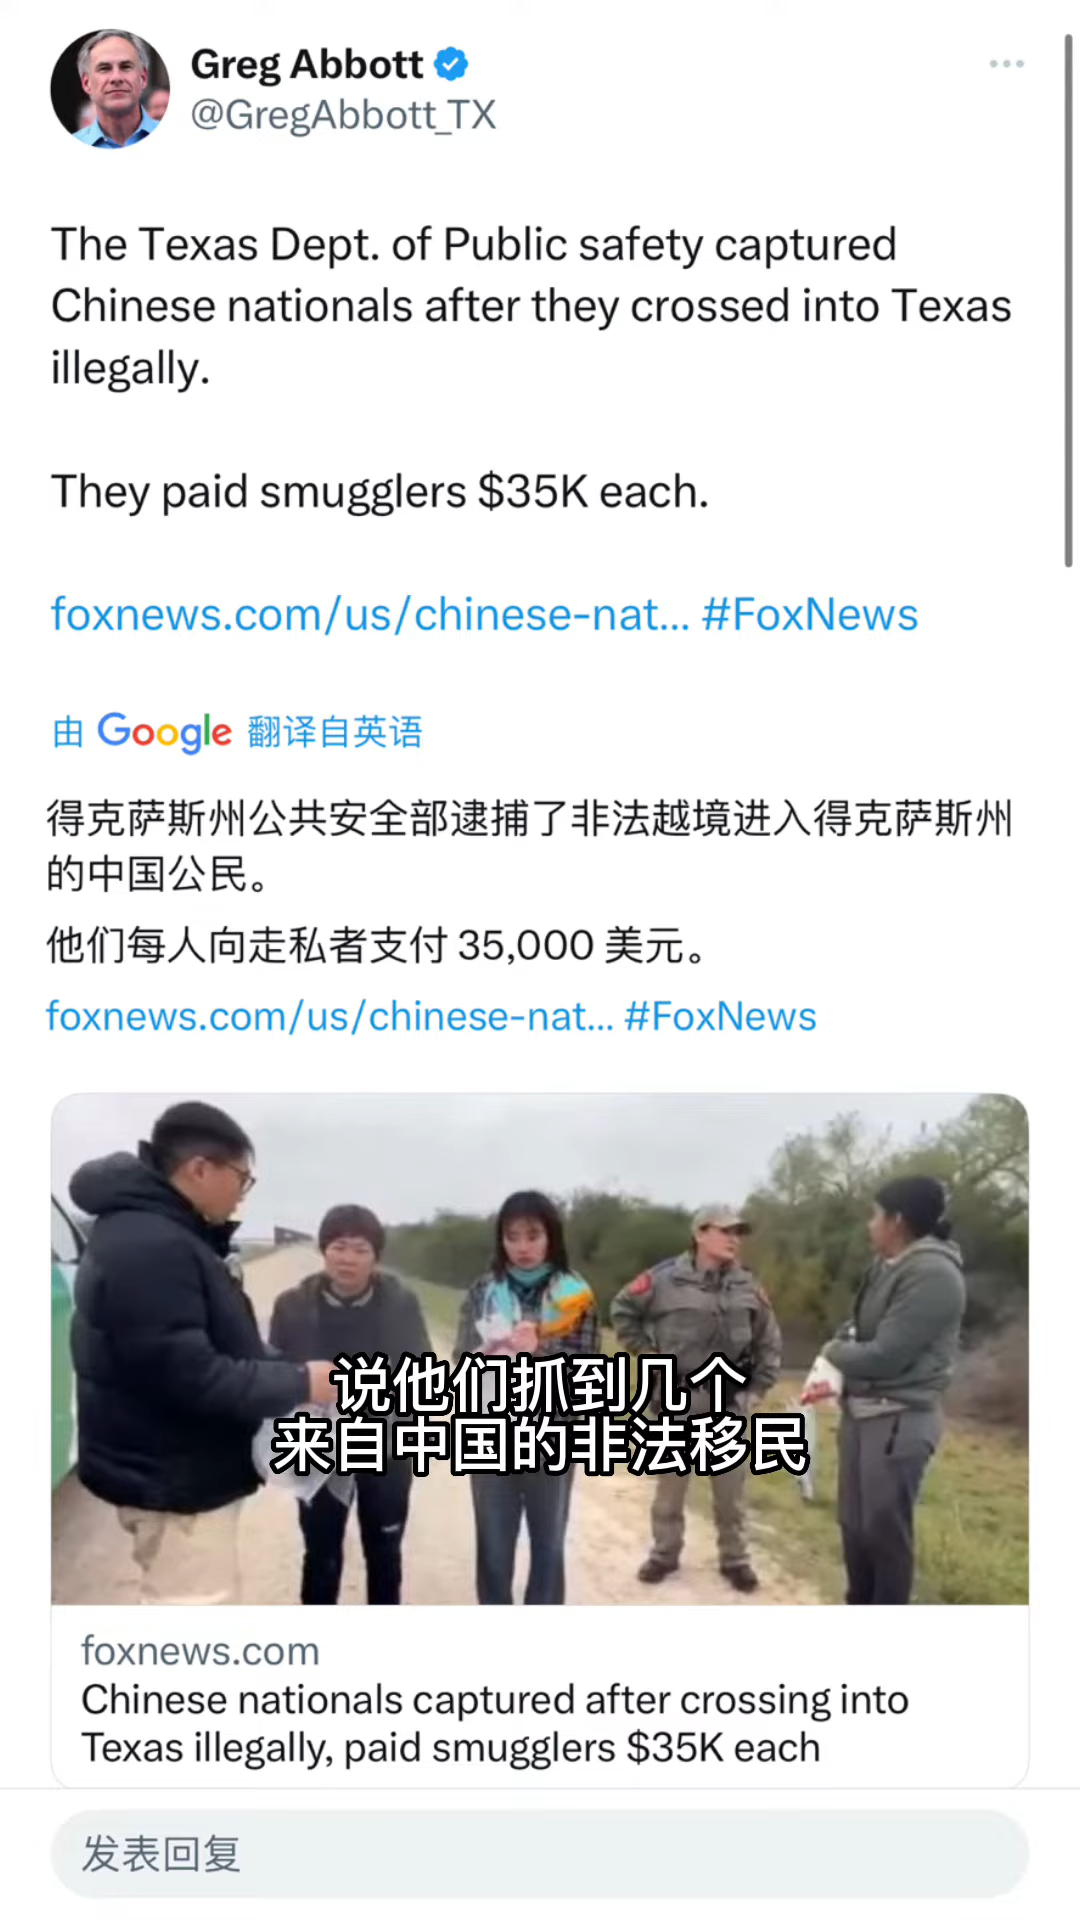 Greg Abbott
@GregAbbott_TX
The Texas Dept. of Public safety captured
Chinese nationals after they crossed into Texas
illegally.
They paid smugglers $35K each.
foxnews.com/us/chinese-nat... #FoxNews
由 Google 翻译自英语
得克萨斯州公共安全部逮捕了非法越境进入得克萨斯州
的中国公民。
他们每人向走私者支付 35,000 美元。
foxnews.com/us/chinese-nat... #FoxNews
说他们抓到几个
来自中国的非法移民
foxnews.com
Chinese nationals captured after crossing into
Texas illegally, paid smugglers $35K each
发表回复